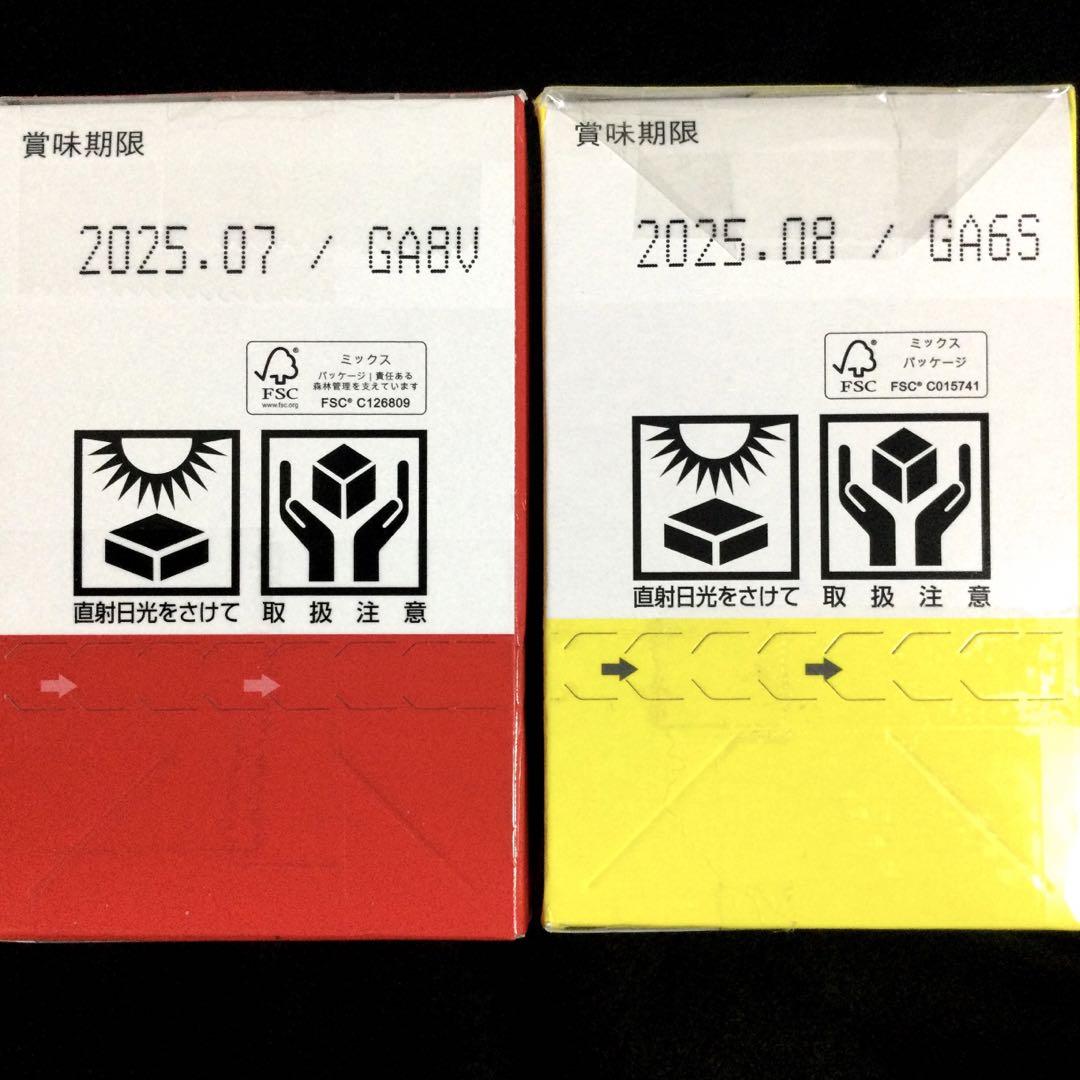 賞味期限
2025.07 / GA8V
FSC®
www.fsc.org
ミックス
パッケージ | 責任ある
森林管理を支えています
FSC® C126809
直射日光をさけて
取扱注意
賞味期限
2025.08 / GA6S
FSC®
ミックス
パッケージ
FSC® C015741
直射日光をさけて
取扱注意